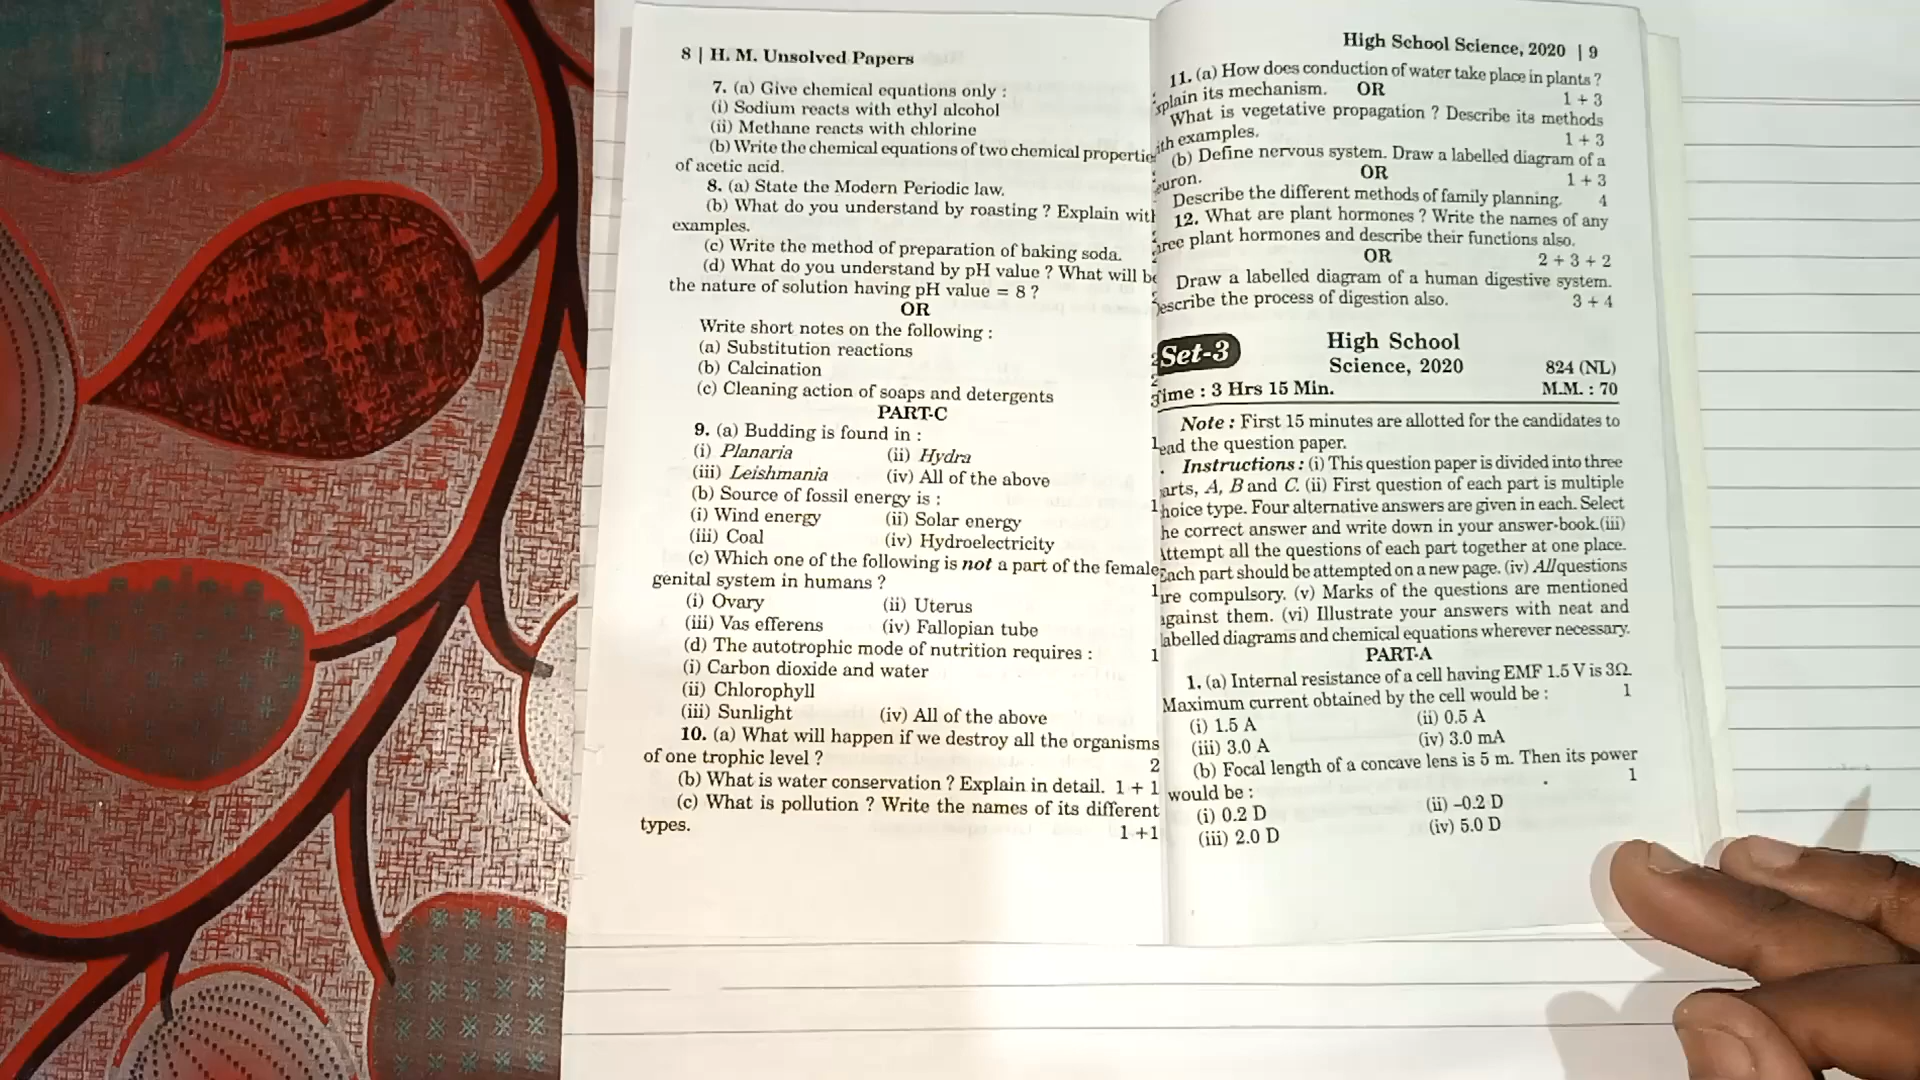 8 | H. M. Unsolved Papers
7. (a) Give chemical equations only :
(i) Sodium reacts with ethyl alcohol
(ii) Methane reacts with chlorine
(b) Write the chemical equations of two chemical propertie
of acetic acid.
8. (a) State the Modern Periodic law.
(b) What do you understand by roasting ? Explain with
examples.
(c) Write the method of preparation of baking soda.
(d) What do you understand by pH value ? What will be
the nature of solution having pH value = 8 ?
OR
Write short notes on the following :
(a) Substitution reactions
(b) Calcination
(c) Cleaning action of soaps and detergents
PART-C
9. (a) Budding is found in : 1
(i) Planaria (ii) Hydra
(iii) Leishmania (iv) All of the above
(b) Source of fossil energy is : 1
(i) Wind energy (ii) Solar energy
(iii) Coal (iv) Hydroelectricity
(c) Which one of the following is not a part of the female
genital system in humans ? 1
(i) Ovary (ii) Uterus
(iii) Vas efferens (iv) Fallopian tube
(d) The autotrophic mode of nutrition requires : 1
(i) Carbon dioxide and water
(ii) Chlorophyll
(iii) Sunlight (iv) All of the above
10. (a) What will happen if we destroy all the organisms
of one trophic level ? 2
(b) What is water conservation ? Explain in detail. 1 + 1
(c) What is pollution ? Write the names of its different
types. 1 +1
High School Science, 2020 | 9
11. (a) How does conduction of water take place in plants ?
xplain its mechanism. OR 1 + 3
What is vegetative propagation ? Describe its methods
ith examples. 1 + 3
(b) Define nervous system. Draw a labelled diagram of a
euron. OR 1 + 3
Describe the different methods of family planning. 4
12. What are plant hormones ? Write the names of any
hree plant hormones and describe their functions also.
OR 2 + 3 + 2
Draw a labelled diagram of a human digestive system.
Describe the process of digestion also. 3 + 4
Set-3 High School
Science, 2020 824 (NL)
Time : 3 Hrs 15 Min. M.M. : 70
Note : First 15 minutes are allotted for the candidates to
ead the question paper.
Instructions : (i) This question paper is divided into three
arts, A, B and C. (ii) First question of each part is multiple
hoice type. Four alternative answers are given in each. Select
he correct answer and write down in your answer-book.(iii)
Attempt all the questions of each part together at one place.
Each part should be attempted on a new page. (iv) All questions
are compulsory. (v) Marks of the questions are mentioned
against them. (vi) Illustrate your answers with neat and
labelled diagrams and chemical equations wherever necessary.
PART-A
1. (a) Internal resistance of a cell having EMF 1.5 V is 3Ω.
Maximum current obtained by the cell would be : 1
(i) 1.5 A (ii) 0.5 A
(iii) 3.0 A (iv) 3.0 mA
(b) Focal length of a concave lens is 5 m. Then its power
would be : 1
(i) 0.2 D (ii) –0.2 D
(iii) 2.0 D (iv) 5.0 D